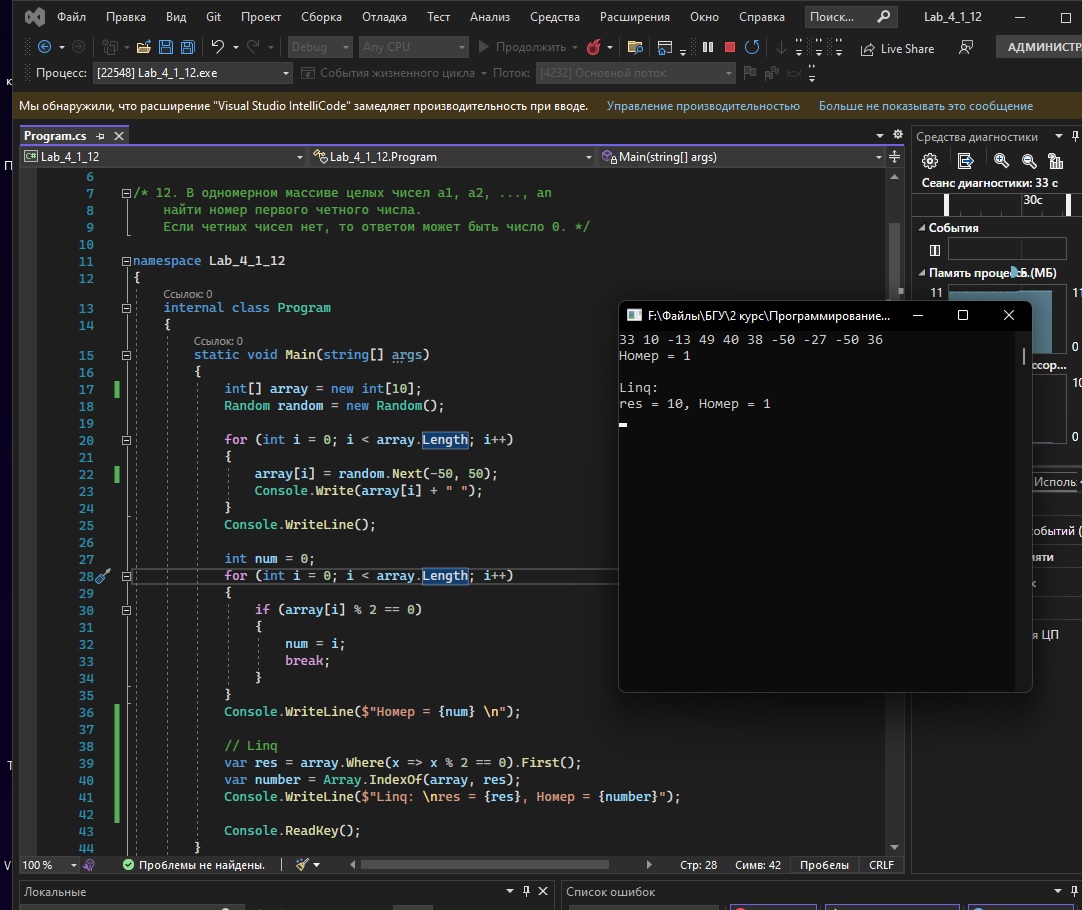 Файл Правка Вид Git Проект Сборка Отладка Тест Анализ Средства Расширения Окно Справка Поиск... Lab_4_1_12
Debug Any CPU Продолжить Live Share АДМИНИСТР
Процесс: [22548] Lab_4_1_12.exe События жизненного цикла Поток: [4232] Основной поток
Мы обнаружили, что расширение "Visual Studio IntelliCode" замедляет производительность при вводе. Управление производительностью Больше не показывать это сообщение
Program.cs
Lab_4_1_12 Lab_4_1_12.Program Main(string[] args)
6
7 /* 12. В одномерном массиве целых чисел a1, a2, ..., an
8 найти номер первого четного числа.
9 Если четных чисел нет, то ответом может быть число 0. */
10
11 namespace Lab_4_1_12
12 {
Ссылок: 0
13 internal class Program
14 {
Ссылок: 0
15 static void Main(string[] args)
16 {
17 int[] array = new int[10];
18 Random random = new Random();
19
20 for (int i = 0; i < array.Length; i++)
21 {
22 array[i] = random.Next(-50, 50);
23 Console.Write(array[i] + " ");
24 }
25 Console.WriteLine();
26
27 int num = 0;
28 for (int i = 0; i < array.Length; i++)
29 {
30 if (array[i] % 2 == 0)
31 {
32 num = i;
33 break;
34 }
35 }
36 Console.WriteLine($"Номер = {num} \n");
37
38 // Linq
39 var res = array.Where(x => x % 2 == 0).First();
40 var number = Array.IndexOf(array, res);
41 Console.WriteLine($"Linq: \nres = {res}, Номер = {number}");
42
43 Console.ReadKey();
44 }
100 % Проблемы не найдены. Стр: 28 Симв: 42 Пробелы CRLF
Локальные
Список ошибок
F:\Файлы\БГУ\2 курс\Программирование...
33 10 -13 49 40 38 -50 -27 -50 36
Номер = 1
Linq:
res = 10, Номер = 1
Средства диагностики
Сеанс диагностики: 33 с
30с
События
Память процесса (МБ)
11 11
0
ссор...
10
0
Исполь
событий (
яти
к
я ЦП